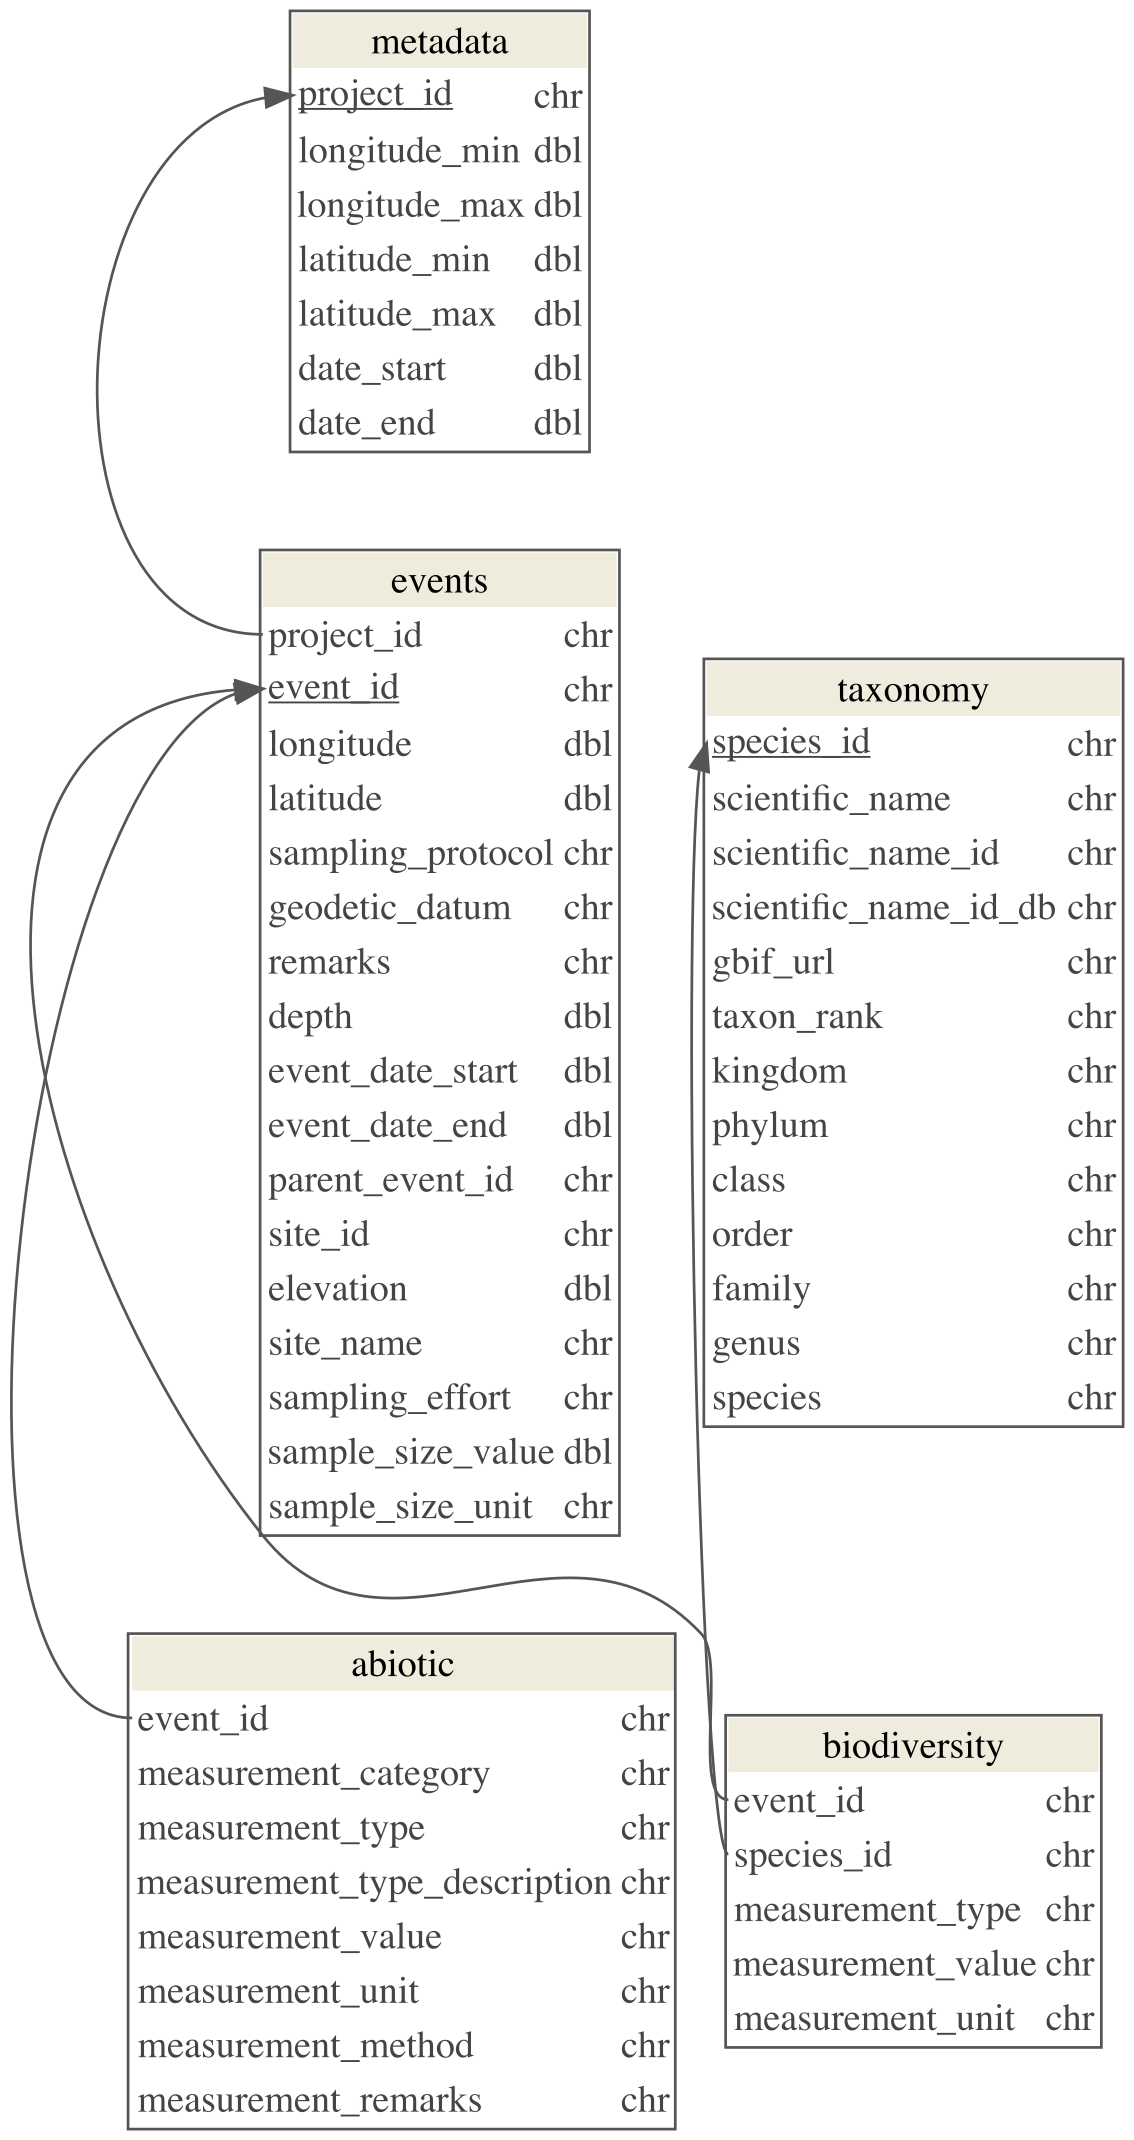 metadata
project_id chr
longitude_min dbl
longitude_max dbl
latitude_min dbl
latitude_max dbl
date_start dbl
date_end dbl
events
project_id chr
event_id chr
longitude dbl
latitude dbl
sampling_protocol chr
geodetic_datum chr
remarks chr
depth dbl
event_date_start dbl
event_date_end dbl
parent_event_id chr
site_id chr
elevation dbl
site_name chr
sampling_effort chr
sample_size_value dbl
sample_size_unit chr
taxonomy
species_id chr
scientific_name chr
scientific_name_id chr
scientific_name_id_db chr
gbif_url chr
taxon_rank chr
kingdom chr
phylum chr
class chr
order chr
family chr
genus chr
species chr
abiotic
event_id chr
measurement_category chr
measurement_type chr
measurement_type_description chr
measurement_value chr
measurement_unit chr
measurement_method chr
measurement_remarks chr
biodiversity
event_id chr
species_id chr
measurement_type chr
measurement_value chr
measurement_unit chr